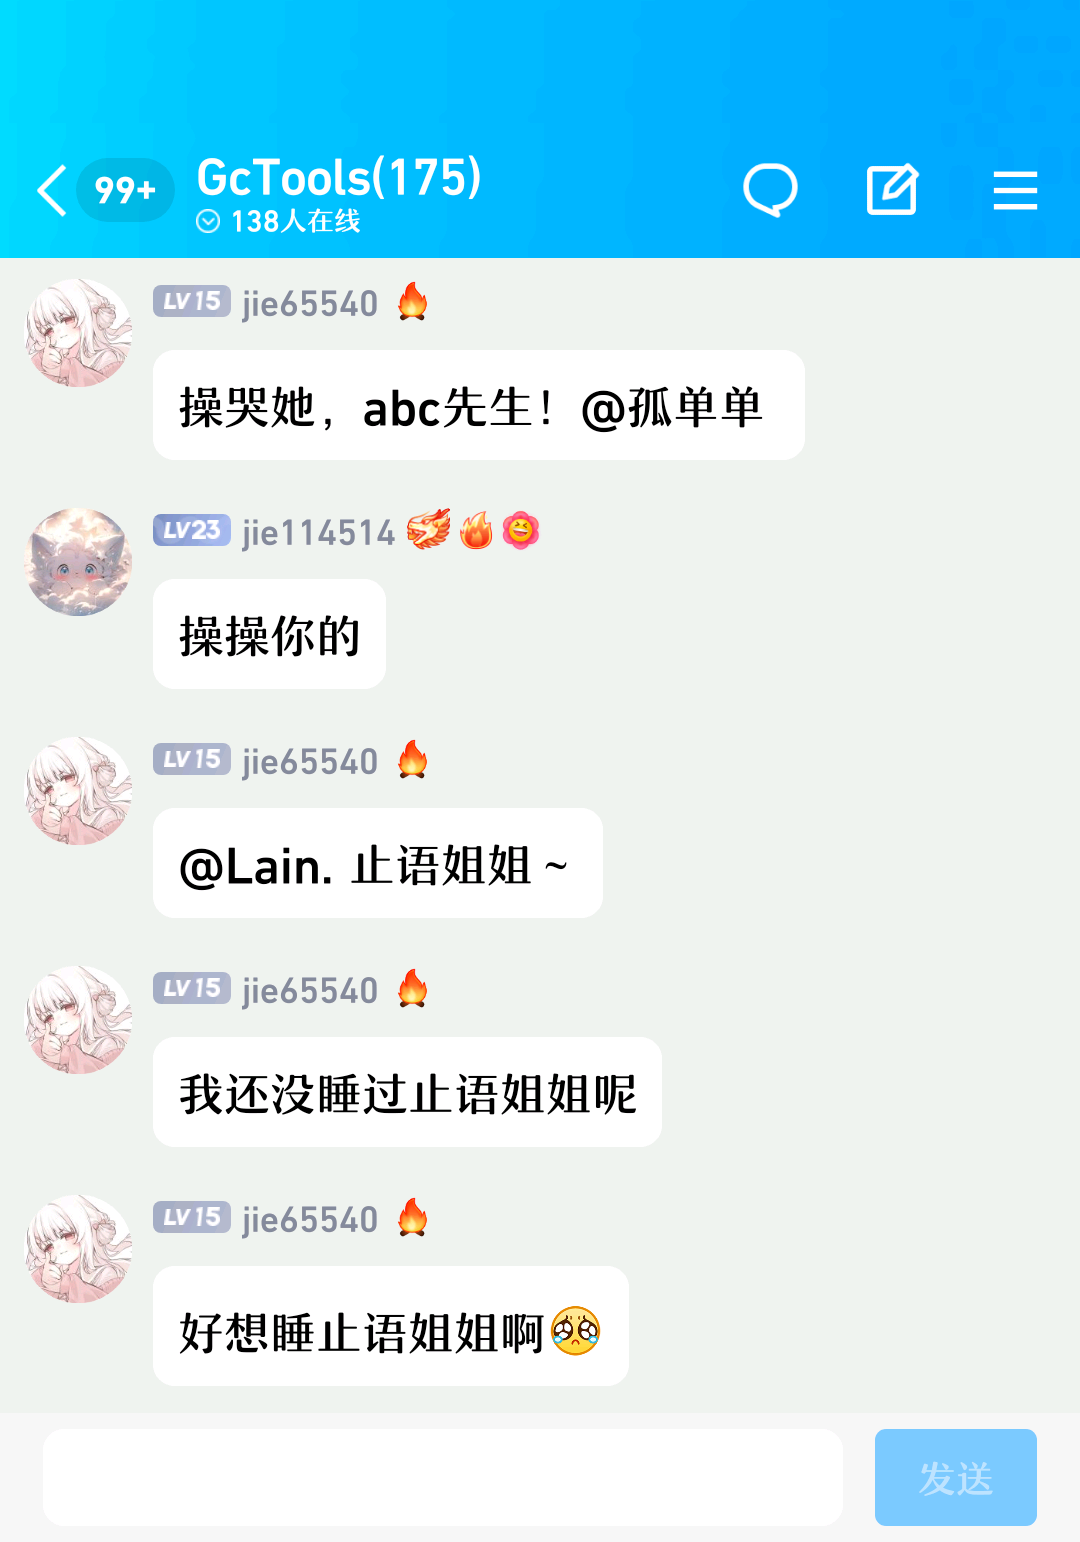 99+
GcTools(175)
138人在线
LV15 jie65540 🔥
操哭她，abc先生！@孤单单
LV23 jie114514 🐲🔥
操操你的
LV15 jie65540 🔥
@Lain. 止语姐姐～
LV15 jie65540 🔥
我还没睡过止语姐姐呢
LV15 jie65540 🔥
好想睡止语姐姐啊🥹
发送